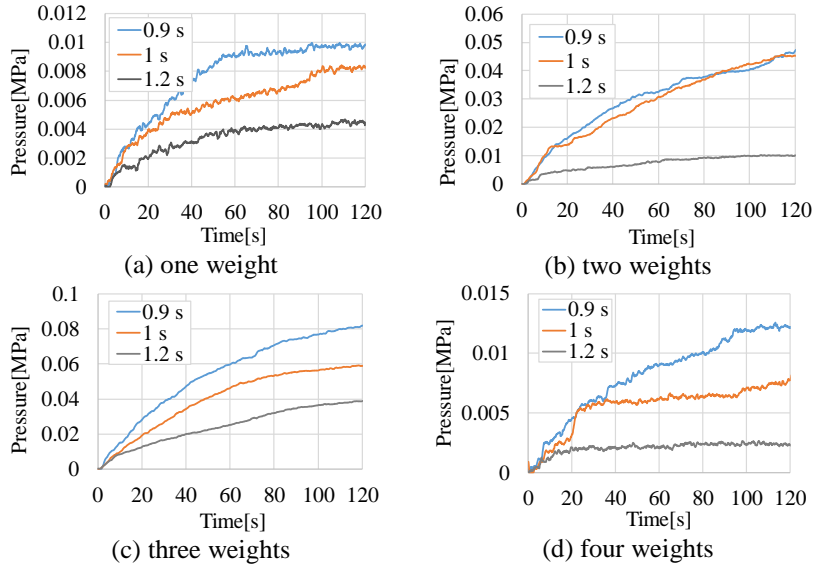 Pressure[MPa]
0.012
0.01
0.008
0.006
0.004
0.002
0
0.9 s
1 s
1.2 s
0 20 40 60 80 100 120
Time[s]
(a) one weight
Pressure[MPa]
0.06
0.05
0.04
0.03
0.02
0.01
0
0.9 s
1 s
1.2 s
0 20 40 60 80 100 120
Time[s]
(b) two weights
Pressure[MPa]
0.1
0.08
0.06
0.04
0.02
0
0.9 s
1 s
1.2 s
0 20 40 60 80 100 120
Time[s]
(c) three weights
Pressure[MPa]
0.015
0.01
0.005
0
0.9 s
1 s
1.2 s
0 20 40 60 80 100 120
Time[s]
(d) four weights